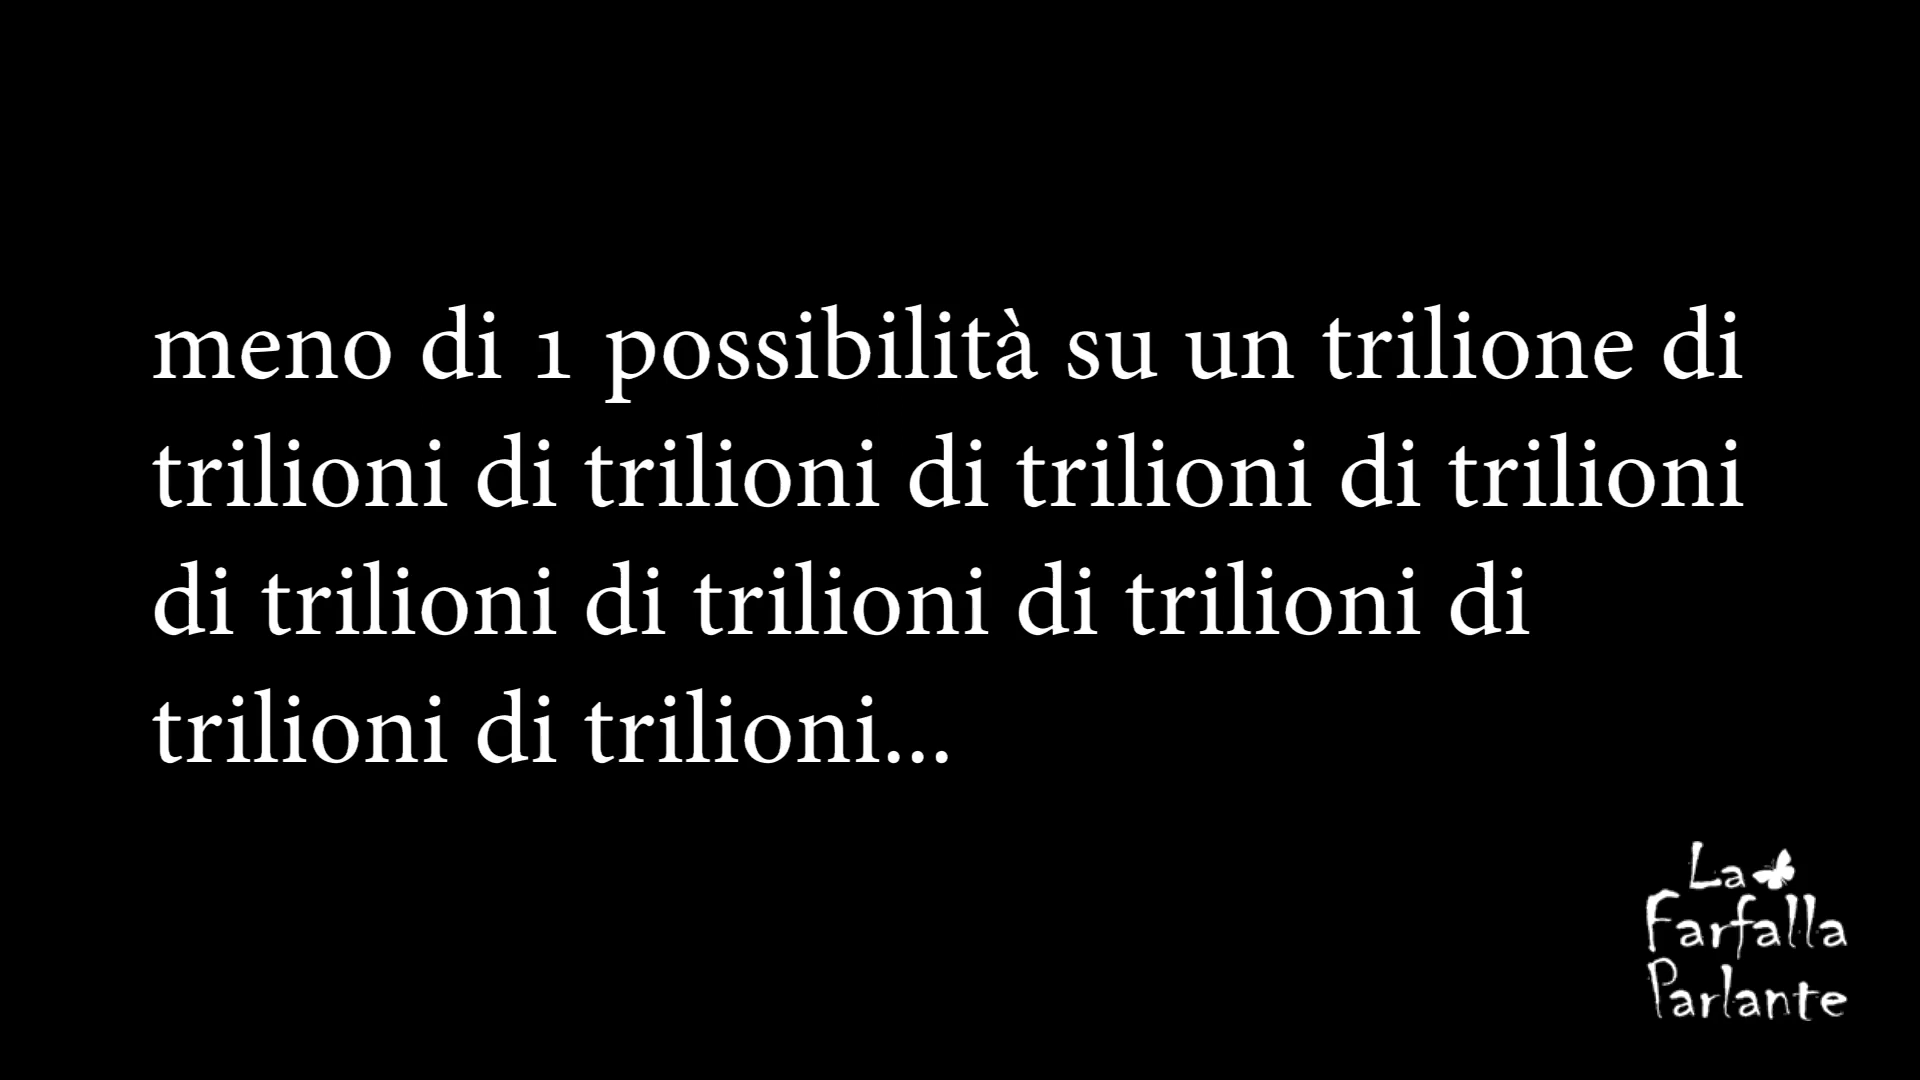 meno di 1 possibilità su un trilione di
trilioni di trilioni di trilioni di trilioni
di trilioni di trilioni di trilioni di
trilioni di trilioni...
La
Farfalla
Parlante